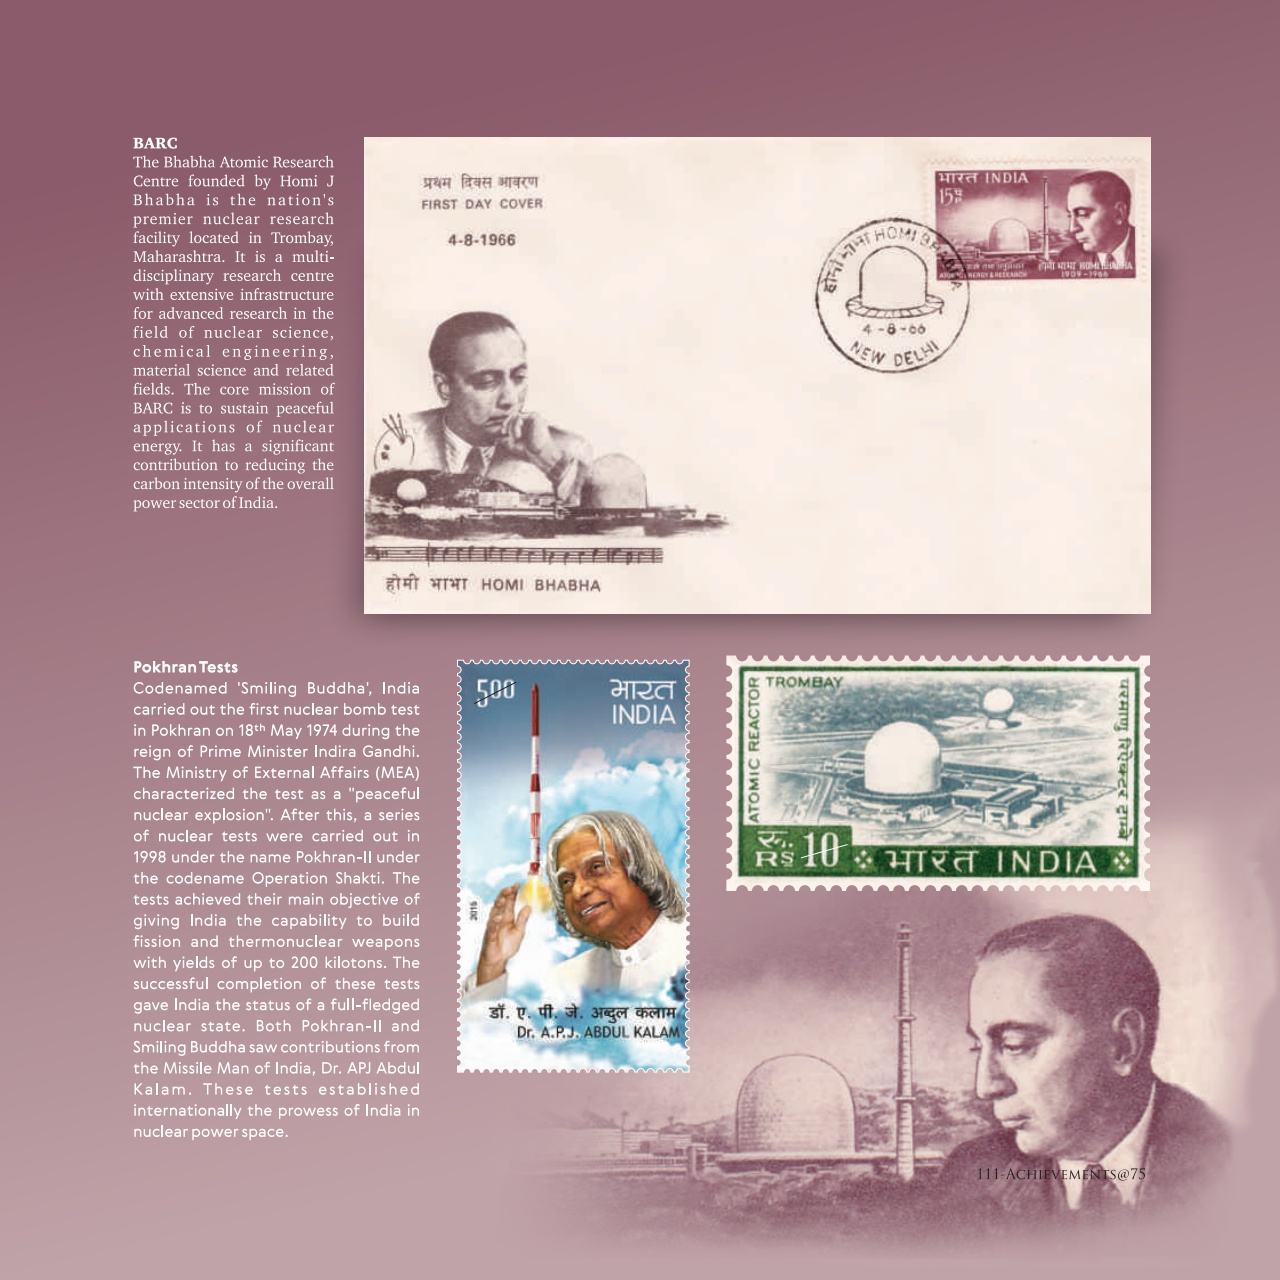 BARC
The Bhabha Atomic Research
Centre founded by Homi J
Bhabha is the nation's
premier nuclear research
facility located in Trombay,
Maharashtra. It is a multi-
disciplinary research centre
with extensive infrastructure
for advanced research in the
field of nuclear science,
chemical engineering,
material science and related
fields. The core mission of
BARC is to sustain peaceful
applications of nuclear
energy. It has a significant
contribution to reducing the
carbon intensity of the overall
power sector of India.
प्रथम दिवस आवरण
FIRST DAY COVER
4-8-1966
भारत INDIA
15
होमी भाभा HOMI BHABHA
1909-1966
ATOMIC ENERGY & RESEARCH
होमी भाभा HOMI BHABHA
4-8-66
NEW DELHI
होमी भाभा HOMI BHABHA
Pokhran Tests
Codenamed 'Smiling Buddha', India
carried out the first nuclear bomb test
in Pokhran on 18th May 1974 during the
reign of Prime Minister Indira Gandhi.
The Ministry of External Affairs (MEA)
characterized the test as a "peaceful
nuclear explosion". After this, a series
of nuclear tests were carried out in
1998 under the name Pokhran-II under
the codename Operation Shakti. The
tests achieved their main objective of
giving India the capability to build
fission and thermonuclear weapons
with yields of up to 200 kilotons. The
successful completion of these tests
gave India the status of a full-fledged
nuclear state. Both Pokhran-II and
Smiling Buddha saw contributions from
the Missile Man of India, Dr. APJ Abdul
Kalam. These tests established
internationally the prowess of India in
nuclear power space.
500
भारत
INDIA
2015
डॉ. ए. पी. जे. अब्दुल कलाम
Dr. A.P.J. ABDUL KALAM
ATOMIC REACTOR TROMBAY
रु.
RS 10
भारत INDIA
111-ACHIEVEMENTS@75